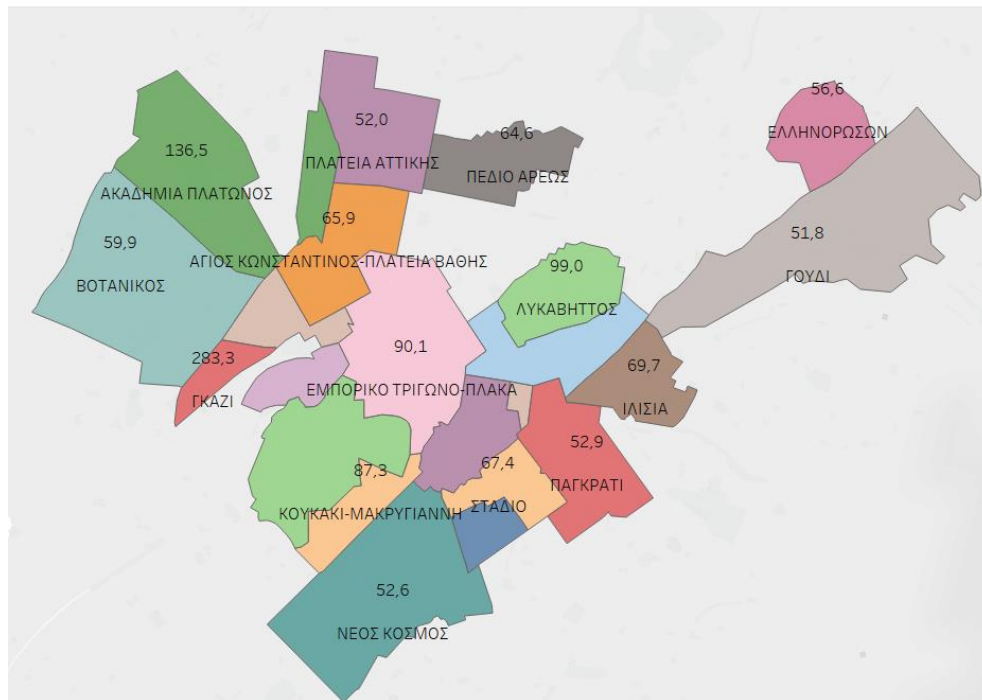 56,6
ΕΛΛΗΝΟΡΩΣΩΝ
52,0
ΠΛΑΤΕΙΑ ΑΤΤΙΚΗΣ
64,6
ΠΕΔΙΟ ΑΡΕΩΣ
136,5
ΑΚΑΔΗΜΙΑ ΠΛΑΤΩΝΟΣ
65,9
ΑΓΙΟΣ ΚΩΝΣΤΑΝΤΙΝΟΣ-ΠΛΑΤΕΙΑ ΒΑΘΗΣ
59,9
ΒΟΤΑΝΙΚΟΣ
51,8
ΓΟΥΔΙ
99,0
ΛΥΚΑΒΗΤΤΟΣ
283,3
ΓΚΑΖΙ
90,1
ΕΜΠΟΡΙΚΟ ΤΡΙΓΩΝΟ-ΠΛΑΚΑ
69,7
ΙΛΙΣΙΑ
52,9
ΠΑΓΚΡΑΤΙ
87,3
ΚΟΥΚΑΚΙ-ΜΑΚΡΥΓΙΑΝΝΗ
67,4
ΣΤΑΔΙΟ
52,6
ΝΕΟΣ ΚΟΣΜΟΣ